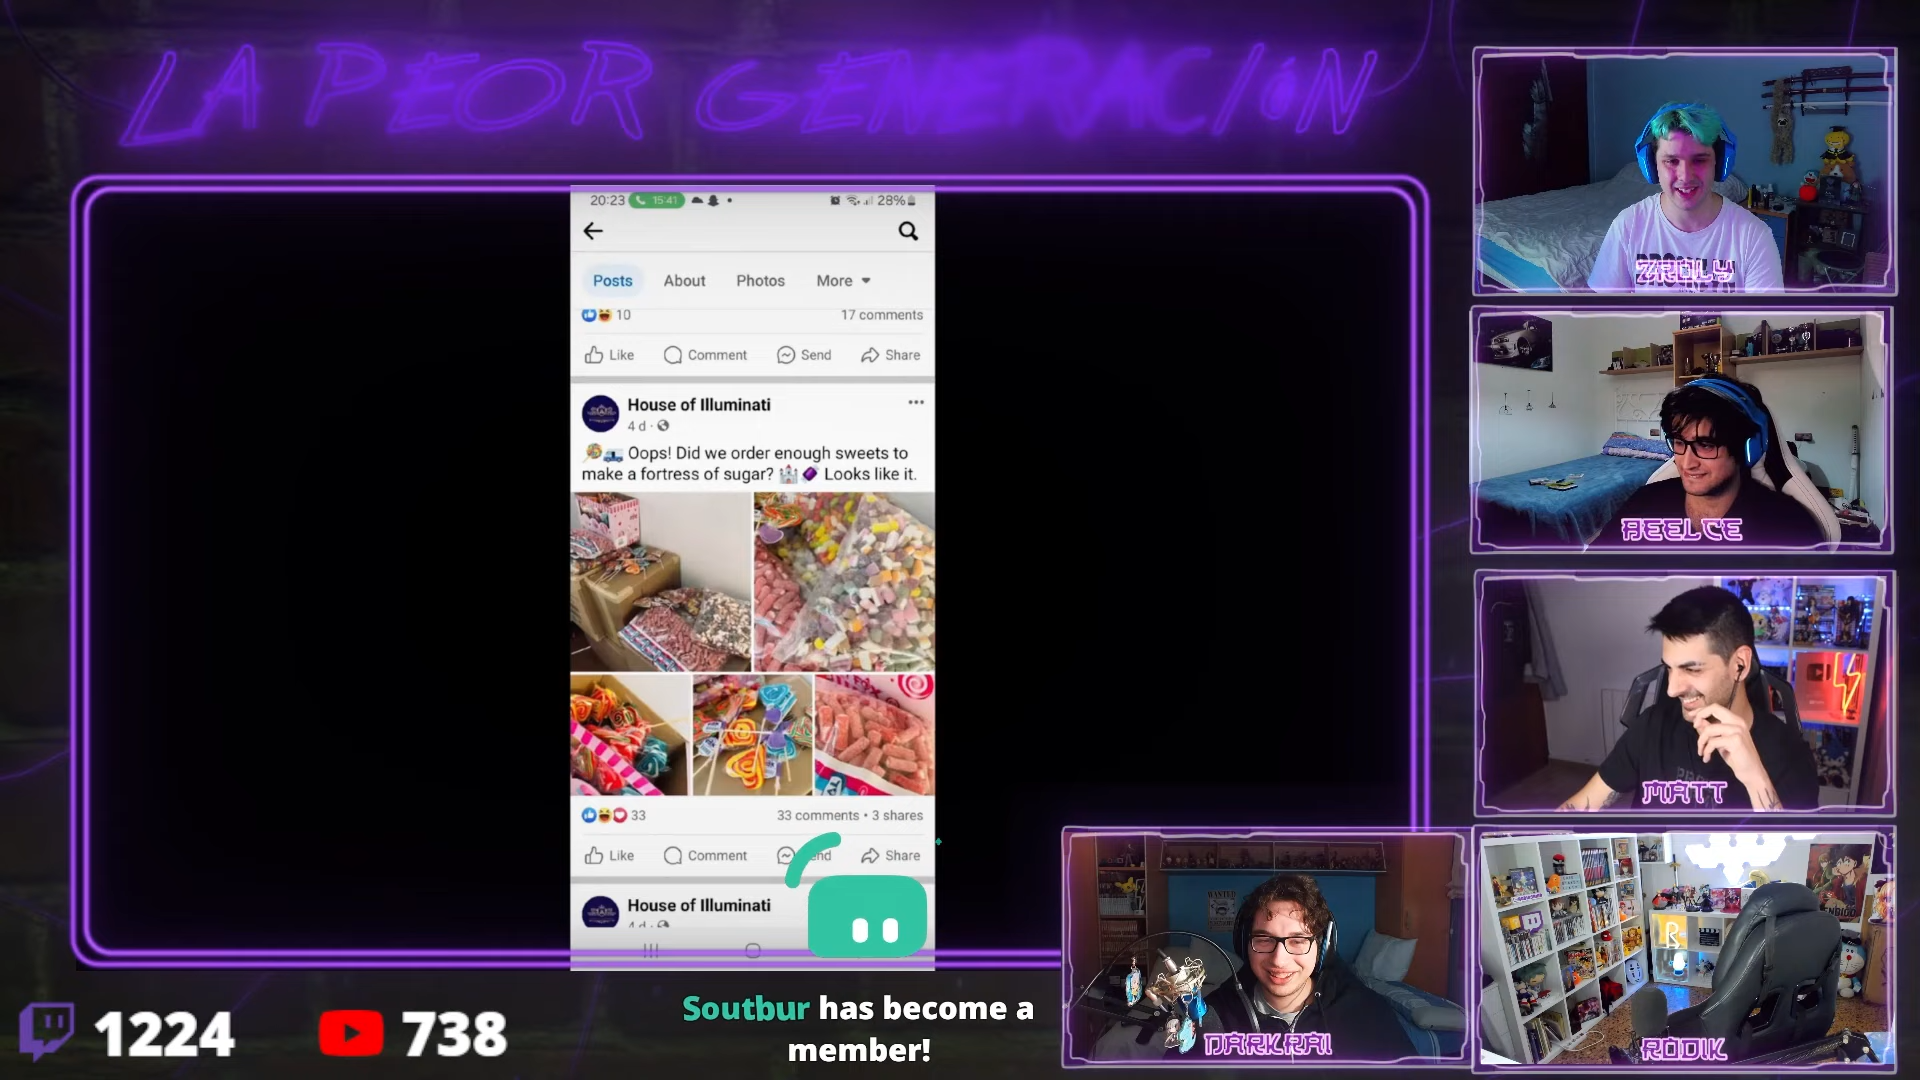 LA PEOR GENERACIÓN
20:23 15:41 28%
Posts About Photos More
10 17 comments
Like Comment Send Share
House of Illuminati
4 d
Oops! Did we order enough sweets to
make a fortress of sugar? Looks like it.
33 33 comments • 3 shares
Like Comment Share
House of Illuminati
4 d
1224 738
Soutbur has become a
member!
ZROLY
BEELCE
MATT
WANTED
DARKRAI
RODIK